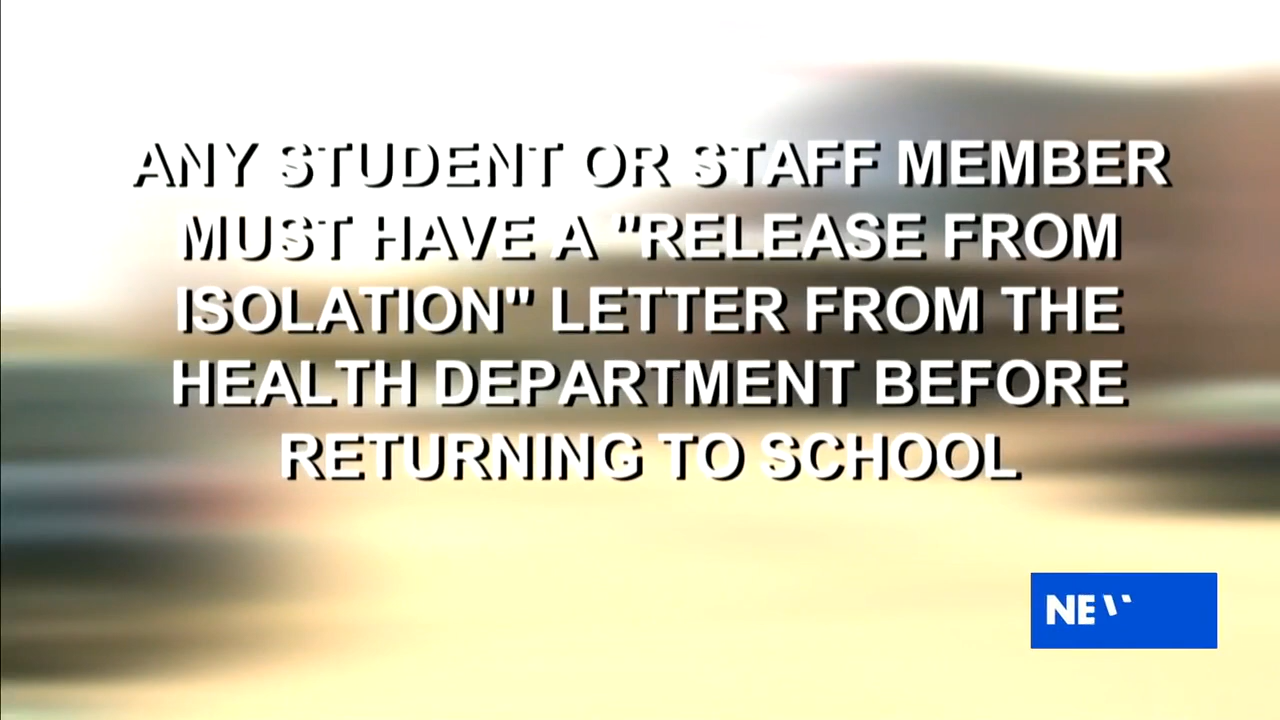 ANY STUDENT OR STAFF MEMBER
MUST HAVE A "RELEASE FROM
ISOLATION" LETTER FROM THE
HEALTH DEPARTMENT BEFORE
RETURNING TO SCHOOL